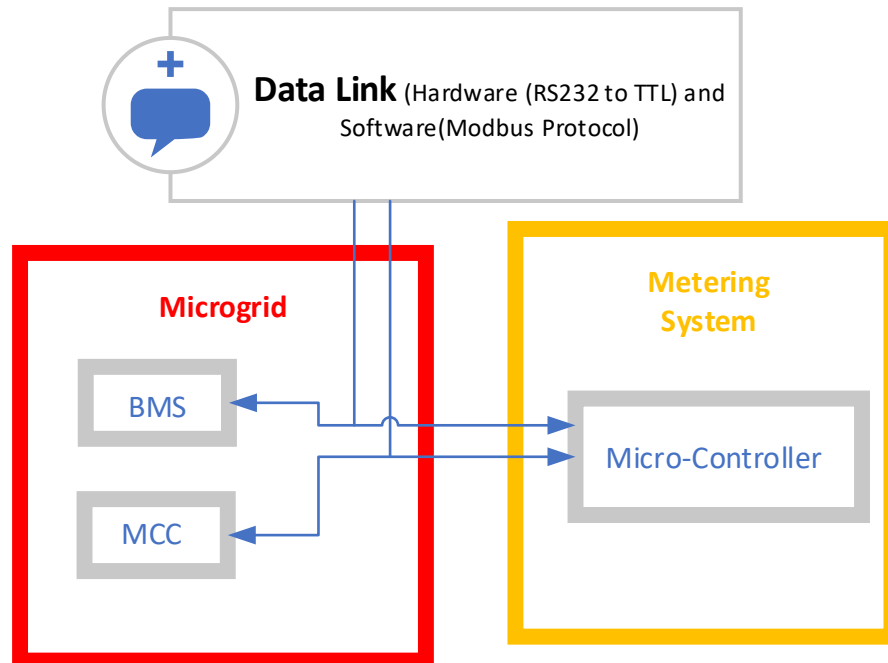 Data Link (Hardware (RS232 to TTL) and
Software(Modbus Protocol)
Microgrid
Metering
System
BMS
Micro-Controller
MCC